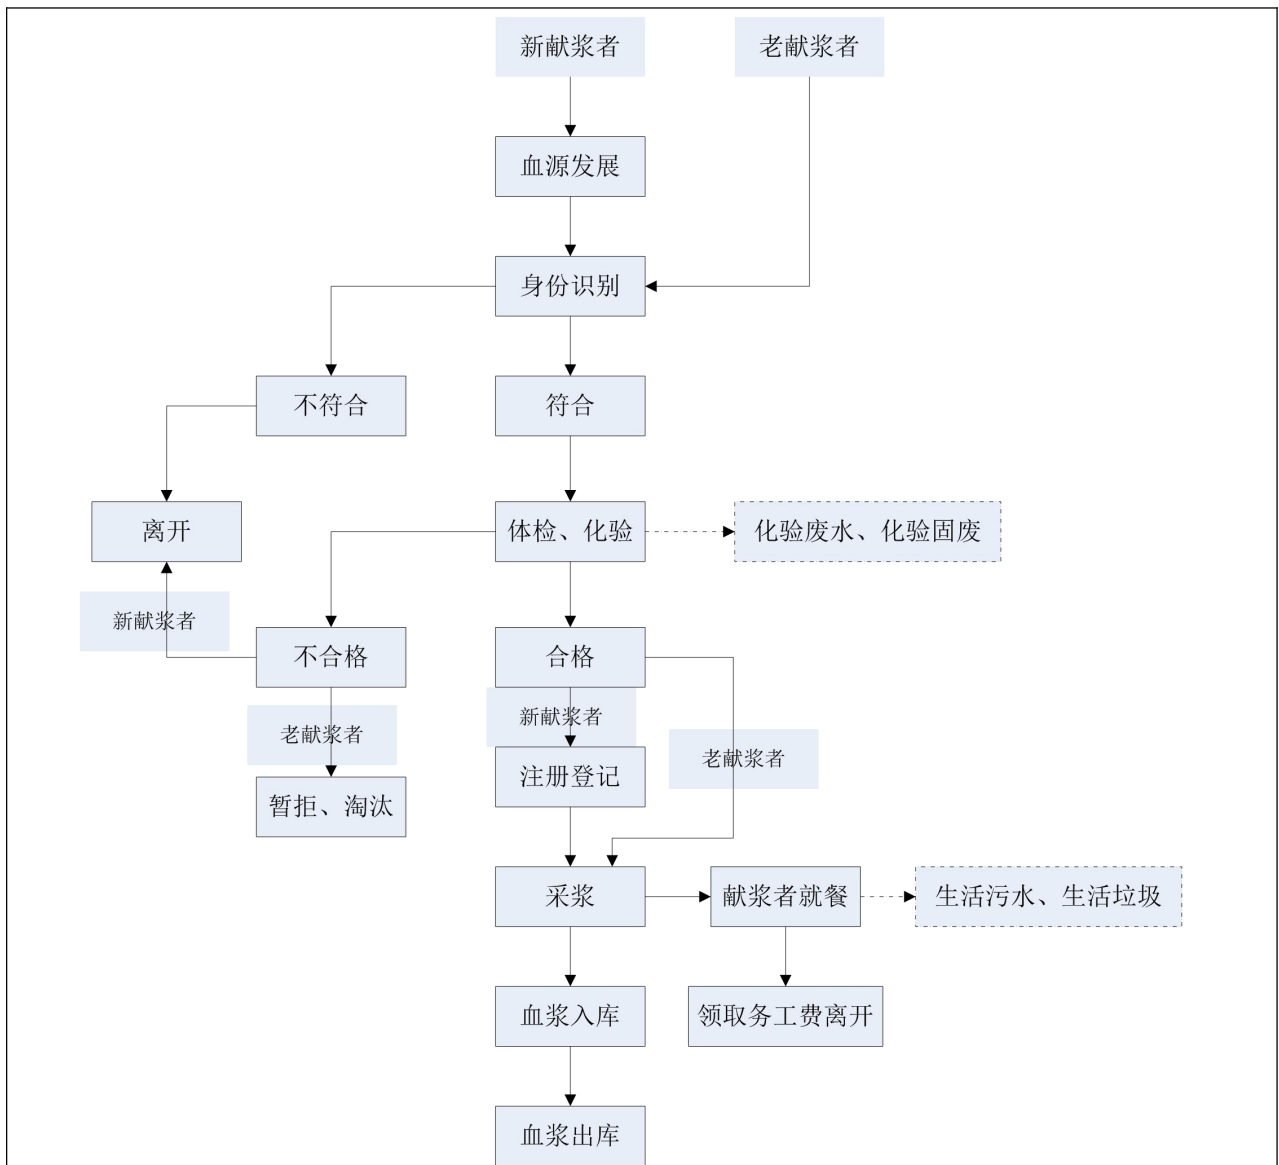 新献浆者
老献浆者
血源发展
身份识别
不符合
符合
离开
体检、化验
化验废水、化验固废
新献浆者
不合格
合格
老献浆者
新献浆者
老献浆者
注册登记
暂拒、淘汰
采浆
献浆者就餐
生活污水、生活垃圾
血浆入库
领取务工费离开
血浆出库